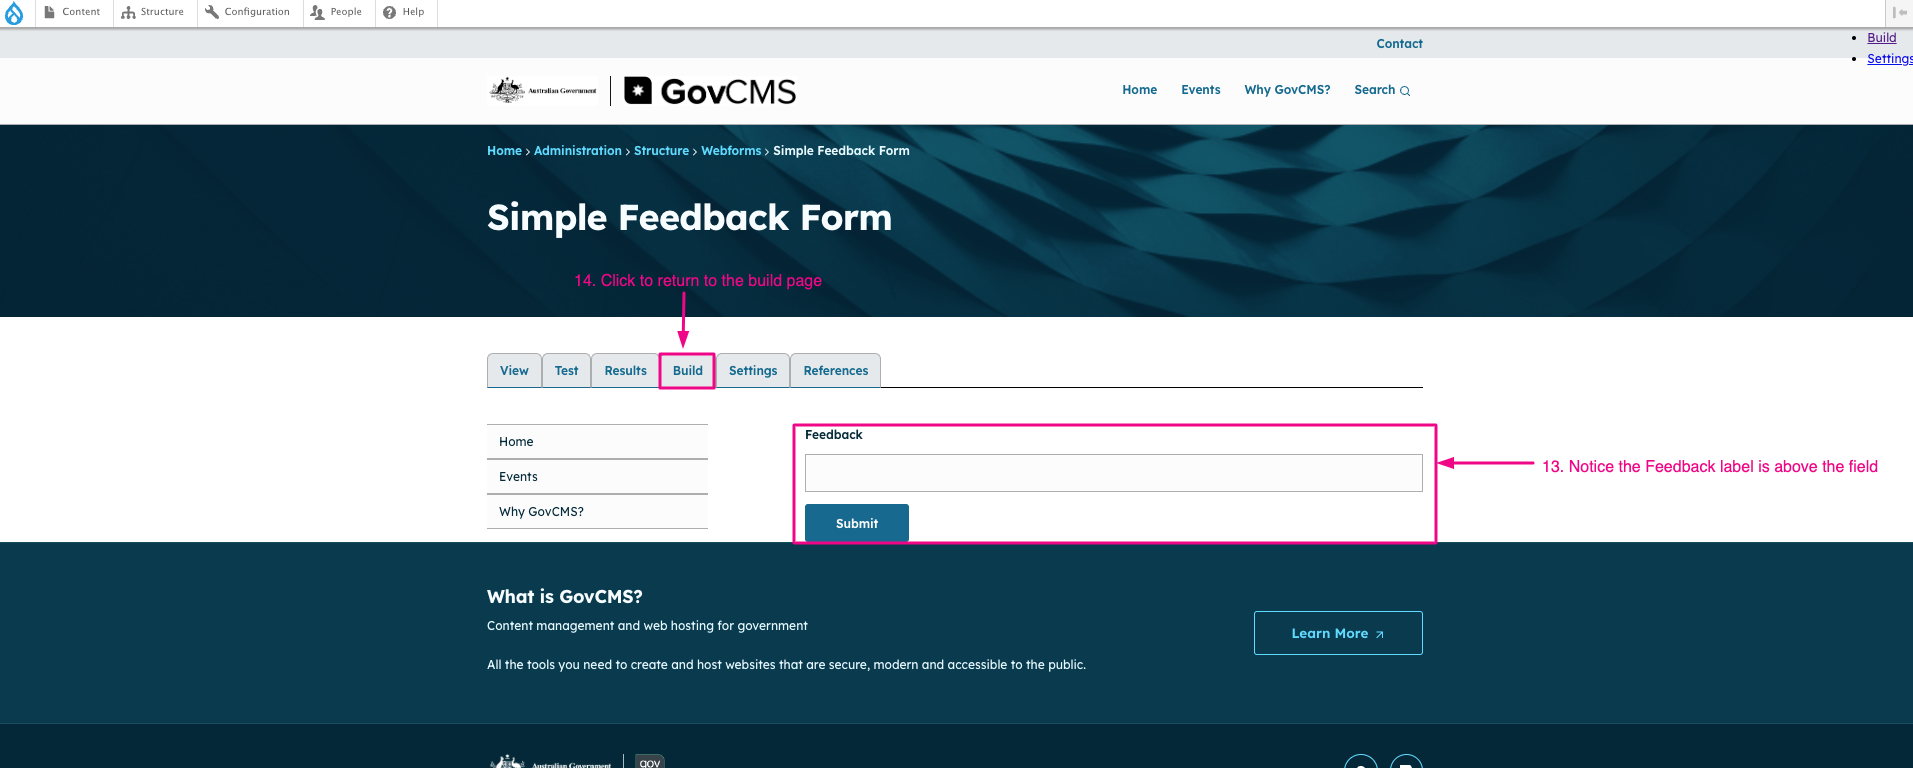 Content
Structure
Configuration
People
Help
Contact
Build
Settings
Australian Government
GovCMS
Home
Events
Why GovCMS?
Search
Home › Administration › Structure › Webforms › Simple Feedback Form
Simple Feedback Form
14. Click to return to the build page
View
Test
Results
Build
Settings
References
Home
Events
Why GovCMS?
Feedback
Submit
13. Notice the Feedback label is above the field
What is GovCMS?
Content management and web hosting for government
All the tools you need to create and host websites that are secure, modern and accessible to the public.
Learn More
Australian Government
gov